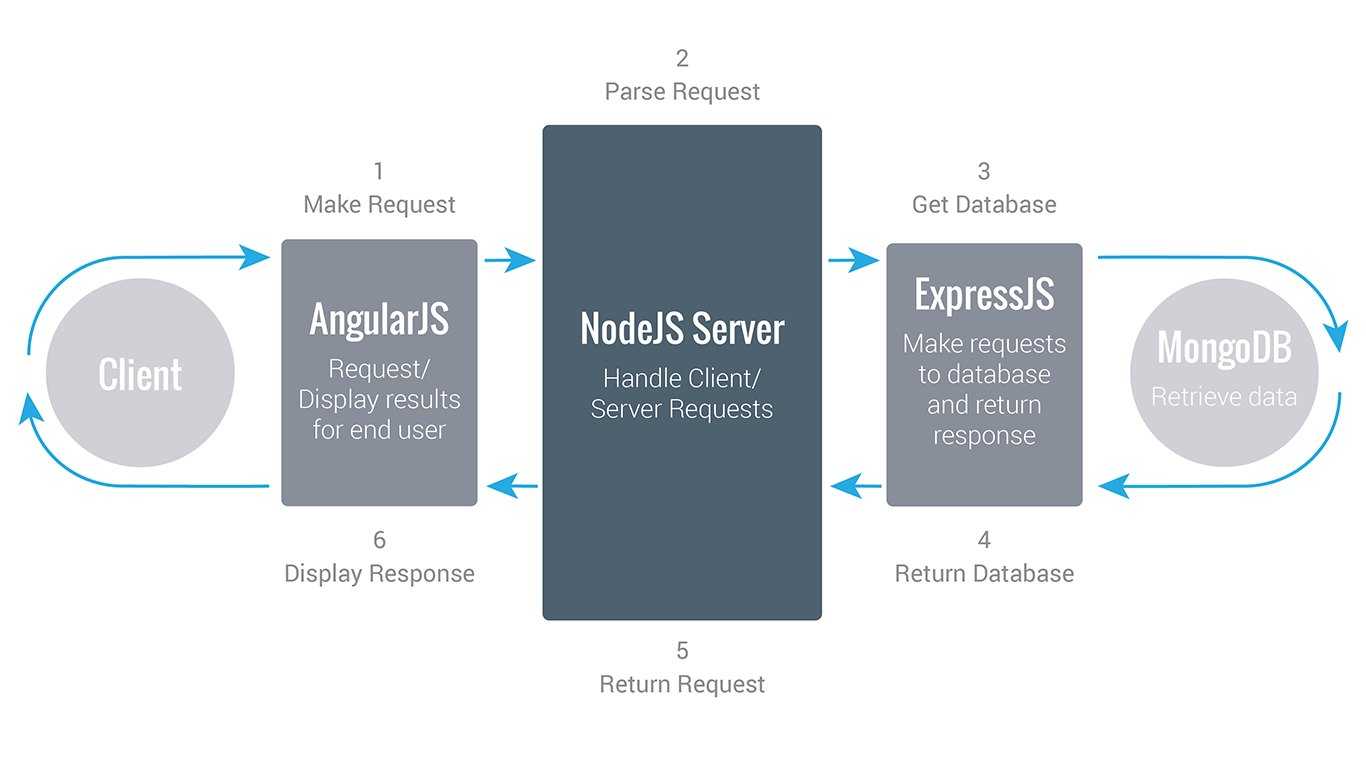 2
Parse Request
1
Make Request
3
Get Database
Client
AngularJS
Request/
Display results
for end user
NodeJS Server
Handle Client/
Server Requests
ExpressJS
Make requests
to database
and return
response
MongoDB
Retrieve data
6
Display Response
4
Return Database
5
Return Request